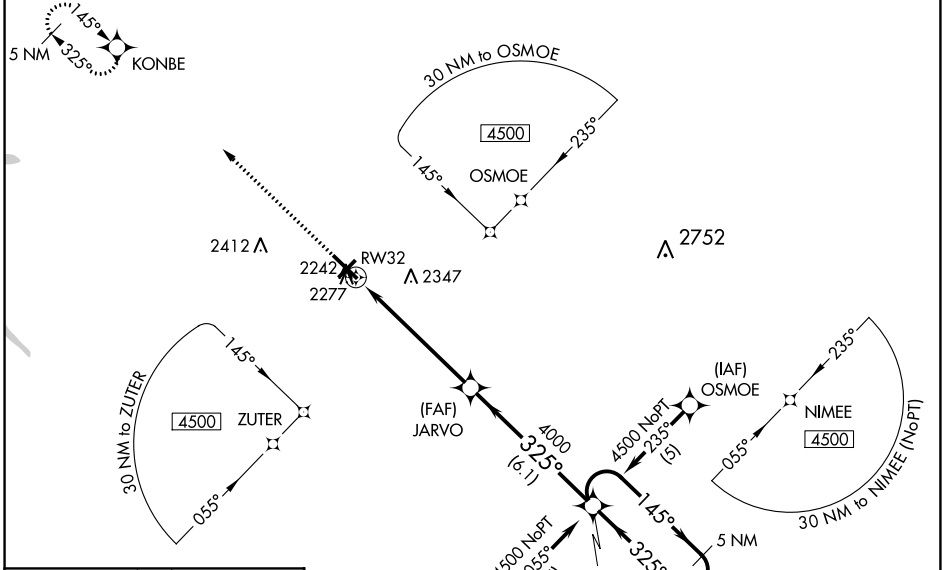 145°
5 NM
325°
KONBE
30 NM to OSMOE
4500
235°
145°
OSMOE
2412
2242
2277
RW32
2347
2752
30 NM to ZUTER
145°
4500
ZUTER
055°
(FAF)
JARVO
4000
325°
(6.1)
(IAF)
OSMOE
4500 NoPT
235°
(5)
235°
NIMEE
4500
055°
30 NM to NIMEE (NoPT)
145°
5 NM
325°
4500 NoPT
055°